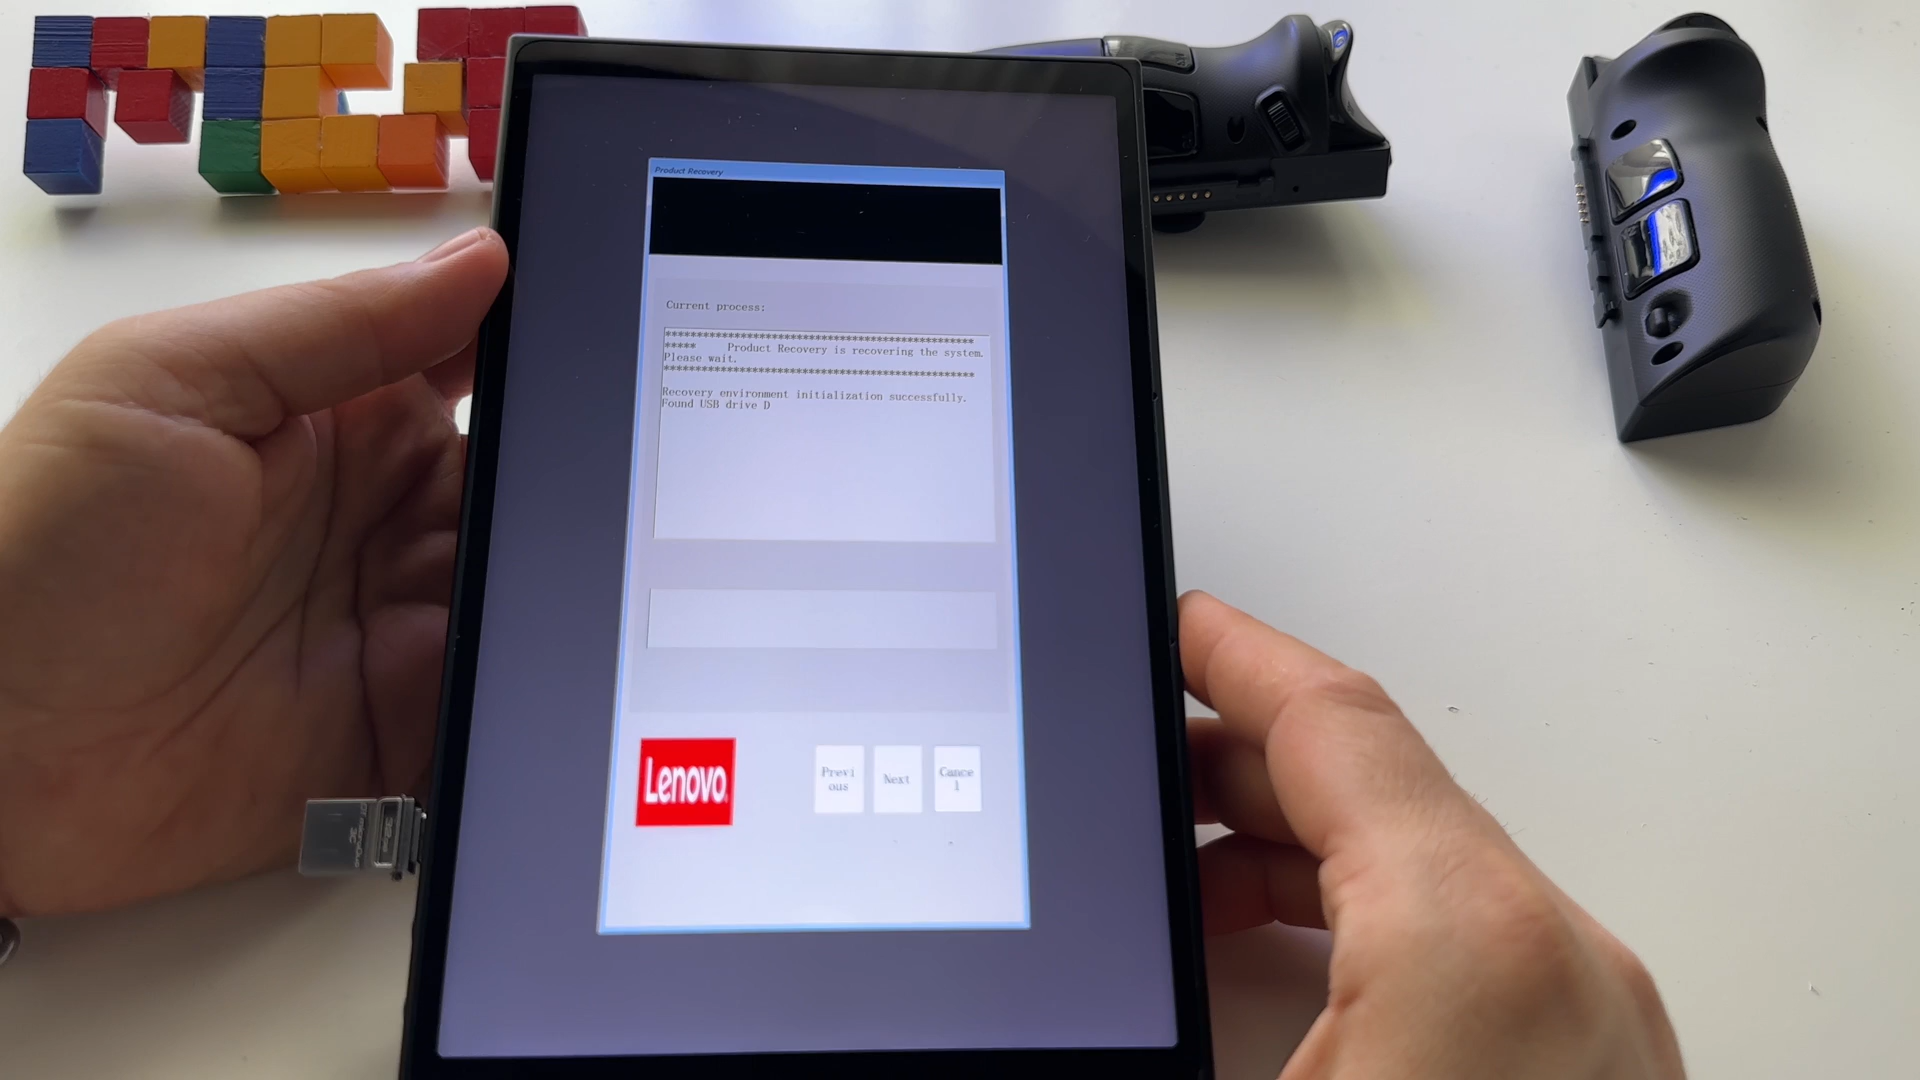 Product Recovery
Current process:
*************************************************
***** Product Recovery is recovering the system.
Please wait.
*************************************************
Recovery environment initialization successfully.
Found USB drive D
Lenovo
Previ
ous
Next
Cance
l